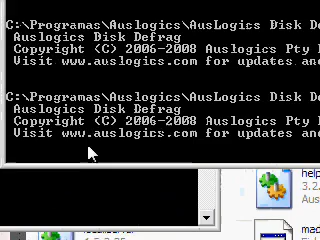 C:\Programas\Auslogics\AusLogics Disk De
Auslogics Disk Defrag
Copyright (C) 2006-2008 Auslogics Pty
Visit www.auslogics.com for updates and
C:\Programas\Auslogics\AusLogics Disk De
Auslogics Disk Defrag
Copyright (C) 2006-2008 Auslogics Pty
Visit www.auslogics.com for updates and
help
3.2.
Aus